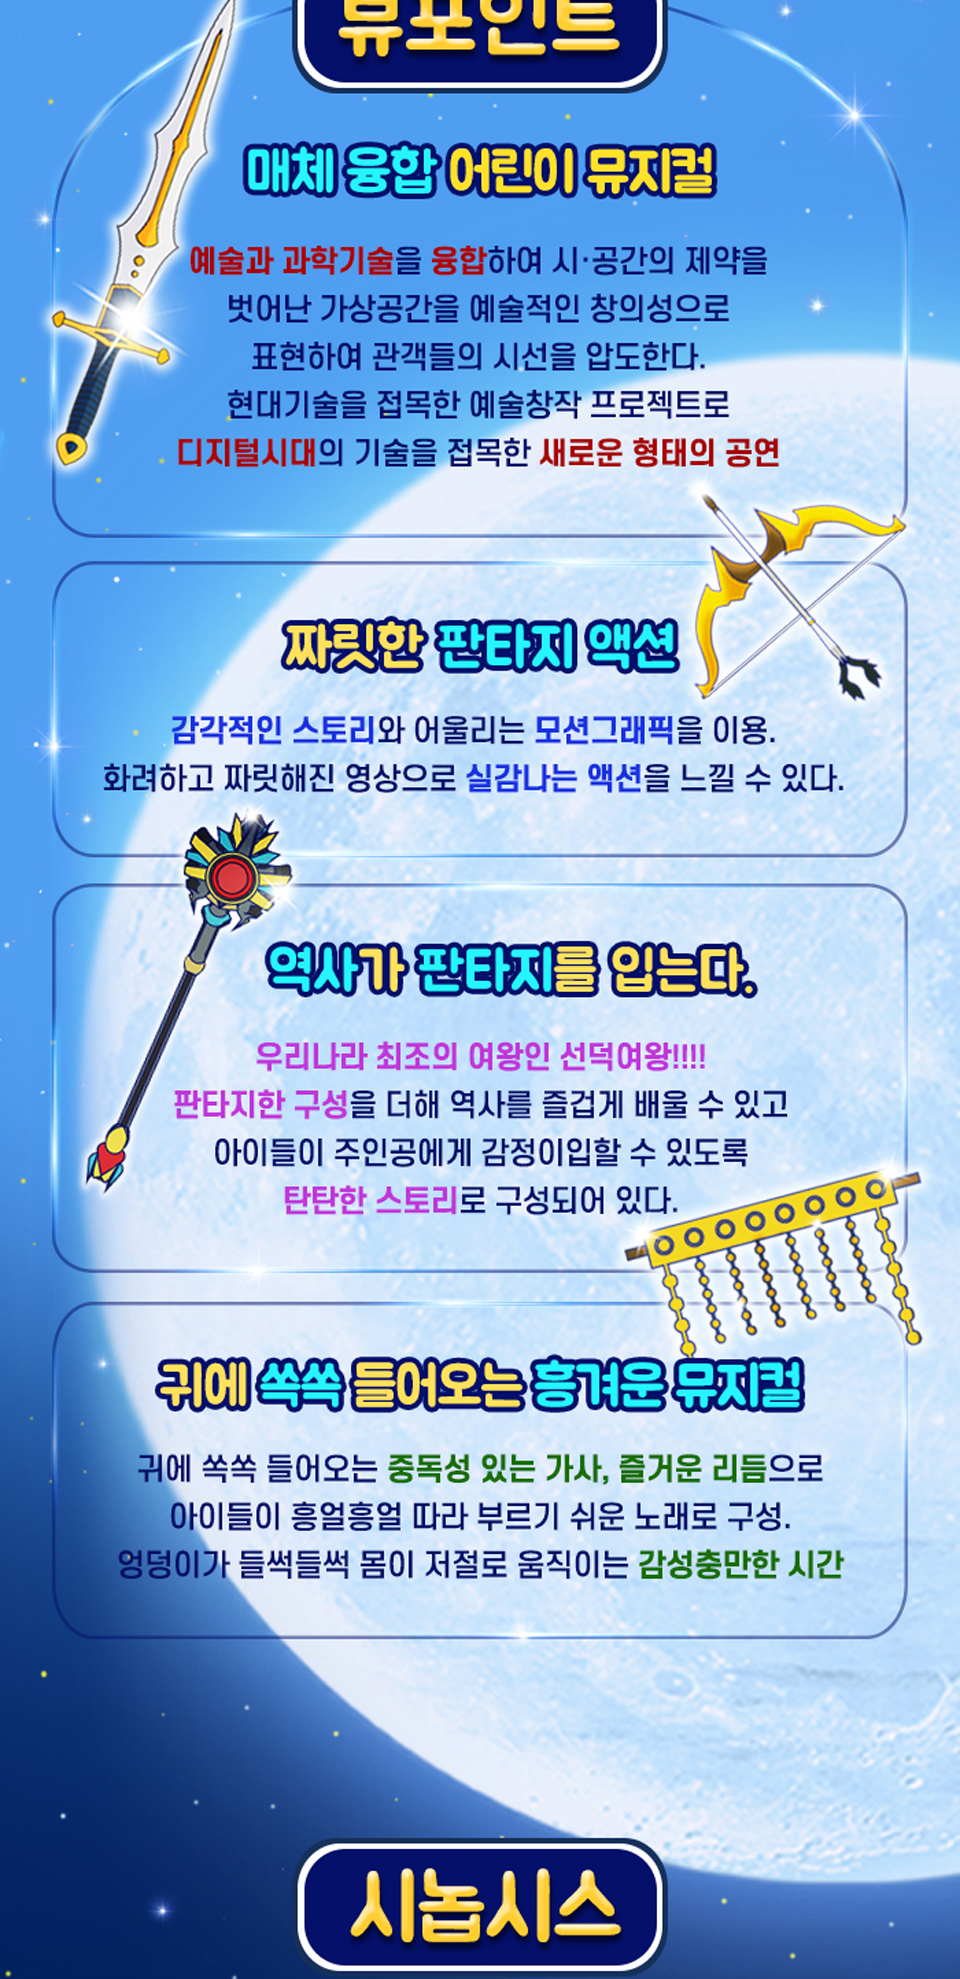 뷰포인트
매체 융합 어린이 뮤지컬
예술과 과학기술을 융합하여 시·공간의 제약을
벗어난 가상공간을 예술적인 창의성으로
표현하여 관객들의 시선을 압도한다.
현대기술을 접목한 예술창작 프로젝트로
디지털시대의 기술을 접목한 새로운 형태의 공연
짜릿한 판타지 액션
감각적인 스토리와 어울리는 모션그래픽을 이용.
화려하고 짜릿해진 영상으로 실감나는 액션을 느낄 수 있다.
역사가 판타지를 입는다.
우리나라 최조의 여왕인 선덕여왕!!!!
판타지한 구성을 더해 역사를 즐겁게 배울 수 있고
아이들이 주인공에게 감정이입할 수 있도록
탄탄한 스토리로 구성되어 있다.
귀에 쏙쏙 들어오는 흥겨운 뮤지컬
귀에 쏙쏙 들어오는 중독성 있는 가사, 즐거운 리듬으로
아이들이 흥얼흥얼 따라 부르기 쉬운 노래로 구성.
엉덩이가 들썩들썩 몸이 저절로 움직이는 감성충만한 시간
시놉시스